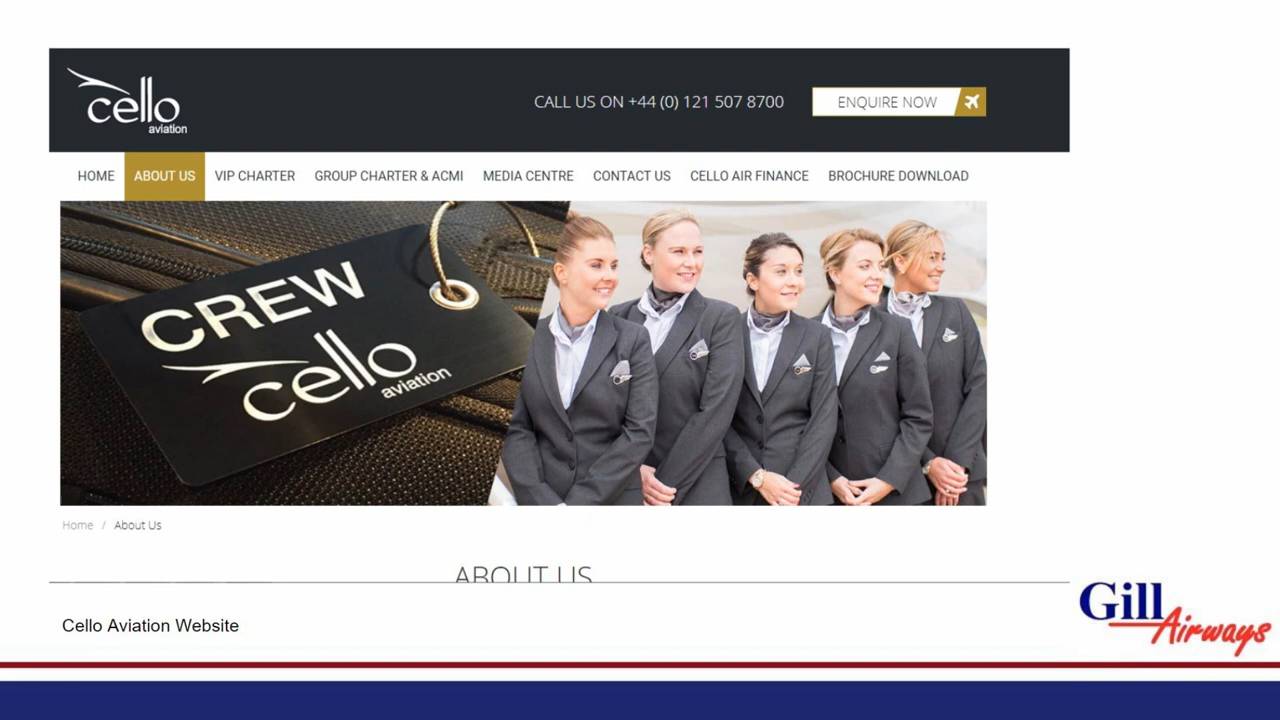 cello
aviation
CALL US ON +44 (0) 121 507 8700
ENQUIRE NOW
HOME ABOUT US VIP CHARTER GROUP CHARTER & ACMI MEDIA CENTRE CONTACT US CELLO AIR FINANCE BROCHURE DOWNLOAD
CREW
cello
aviation
Home / About Us
ABOUT US
Cello Aviation Website
Gill
Airways